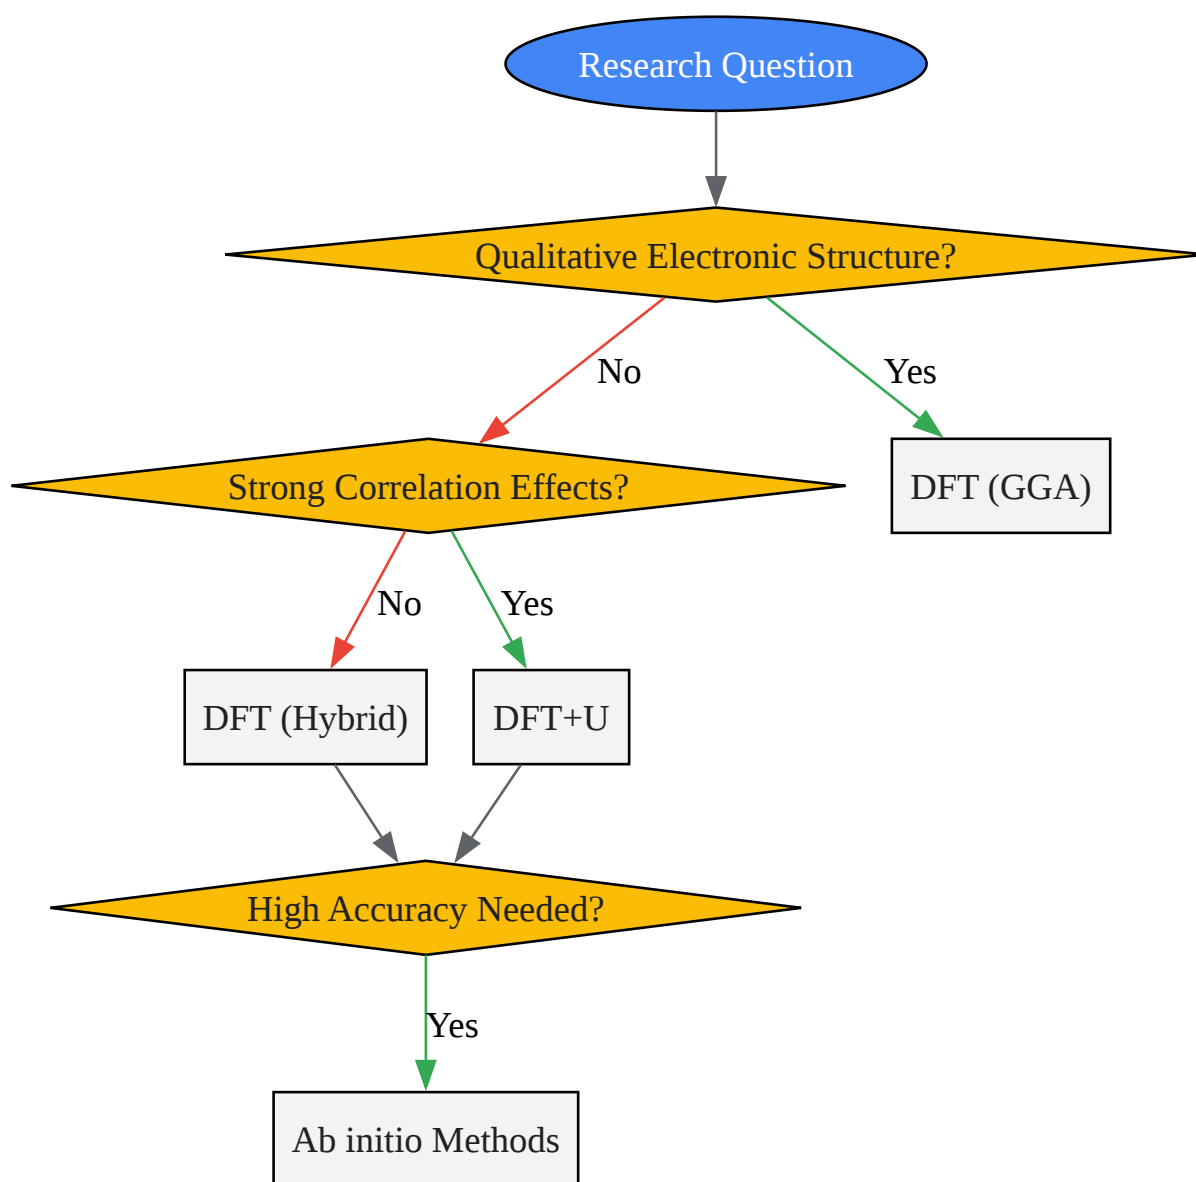 Research Question
Qualitative Electronic Structure?
No
Yes
Strong Correlation Effects?
DFT (GGA)
No
Yes
DFT (Hybrid)
DFT+U
High Accuracy Needed?
Yes
Ab initio Methods